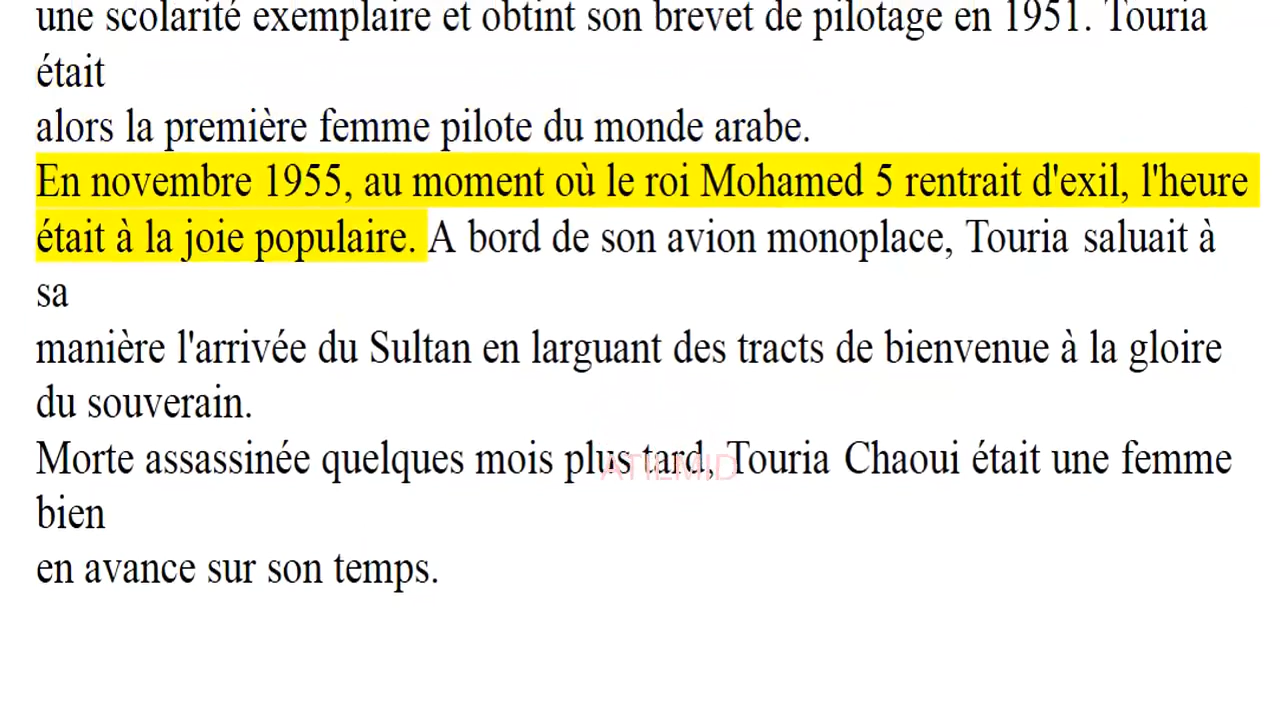 une scolarité exemplaire et obtint son brevet de pilotage en 1951. Touria
était
alors la première femme pilote du monde arabe.
En novembre 1955, au moment où le roi Mohamed 5 rentrait d'exil, l'heure
était à la joie populaire. A bord de son avion monoplace, Touria saluait à
sa
manière l'arrivée du Sultan en larguant des tracts de bienvenue à la gloire
du souverain.
Morte assassinée quelques mois plus tard, Touria Chaoui était une femme
bien
en avance sur son temps.
ATILMID